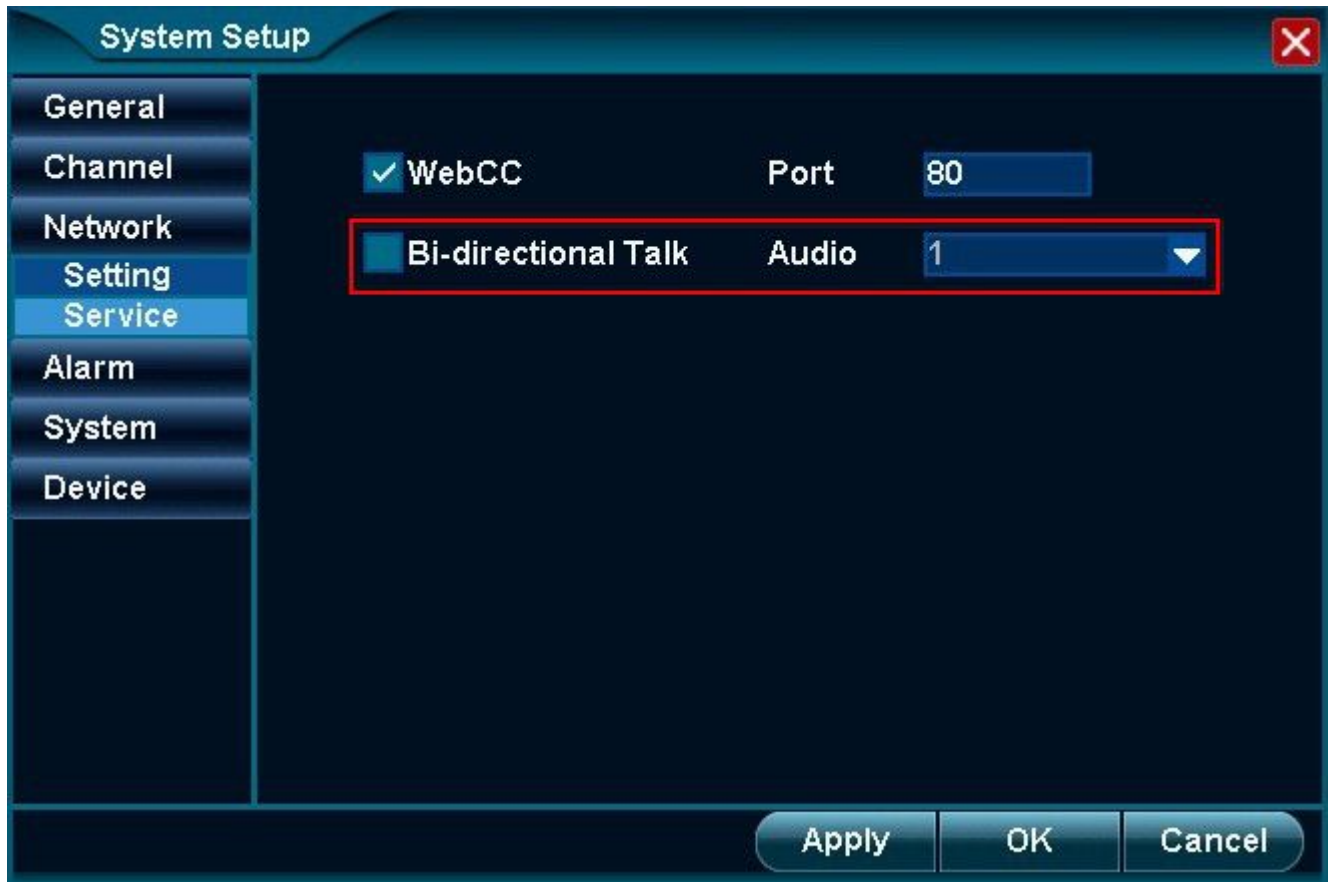 System Setup
General
Channel
Network
Setting
Service
Alarm
System
Device
WebCC Port 80
Bi-directional Talk Audio 1
Apply OK Cancel